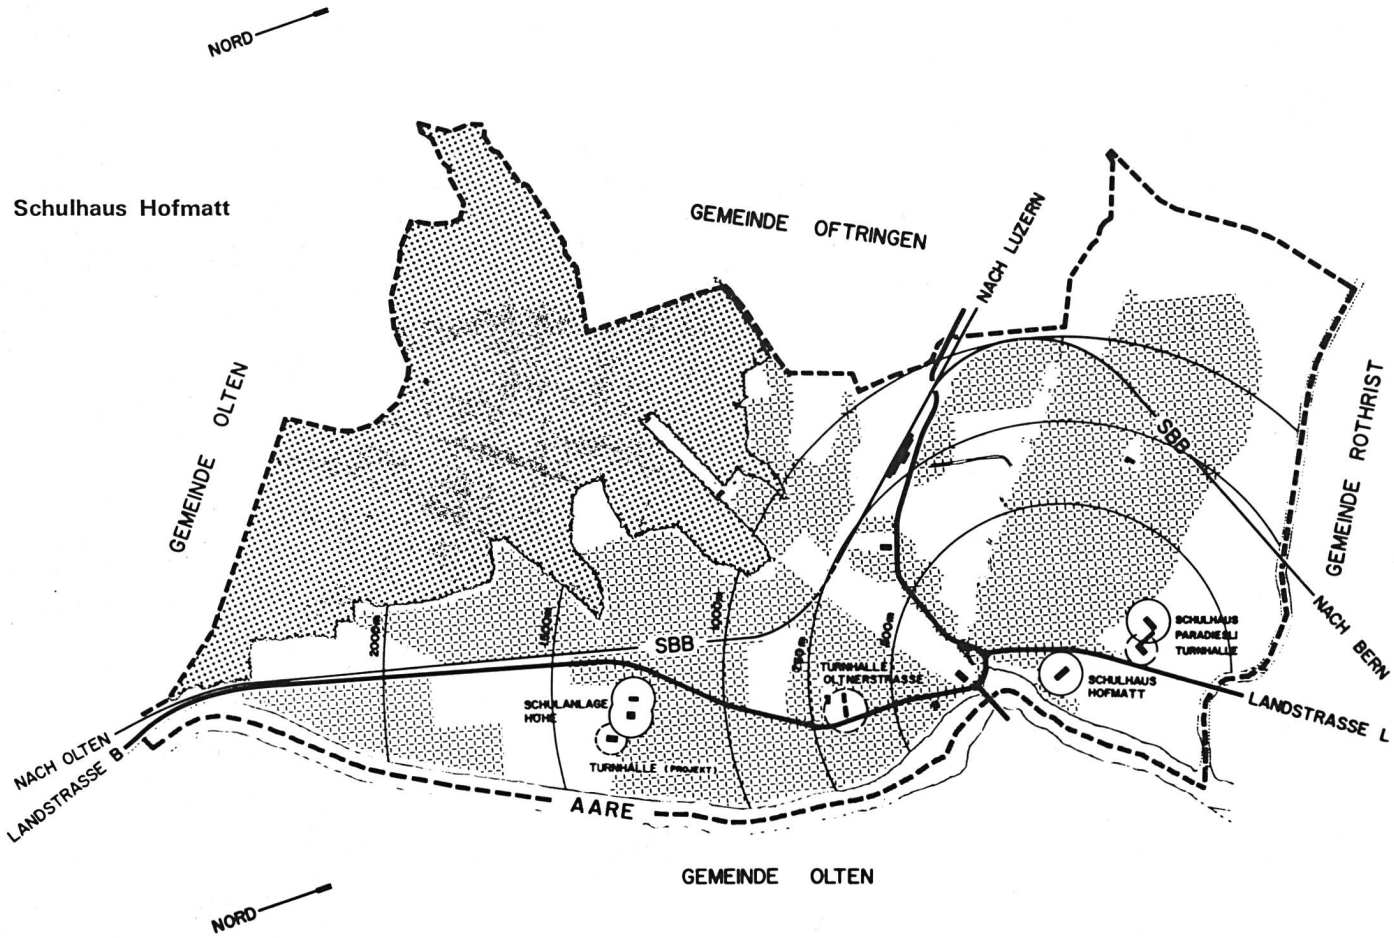 NORD
Schulhaus Hofmatt
GEMEINDE OFTRINGEN
NACH LUZERN
GEMEINDE OLTEN
SBB
GEMEINDE ROTHRIST
2000m
1500m
1000m
750m
500m
SBB
NACH BERN
SCHULHAUS
PARADIESLI
TURNHALLE
TURNHALLE
OLTNERSTRASSE
SCHULHAUS
HOFMATT
SCHULANLAGE
HÖHE
LANDSTRASSE L
TURNHALLE (PROJEKT)
NACH OLTEN
LANDSTRASSE B
AARE
GEMEINDE OLTEN
NORD